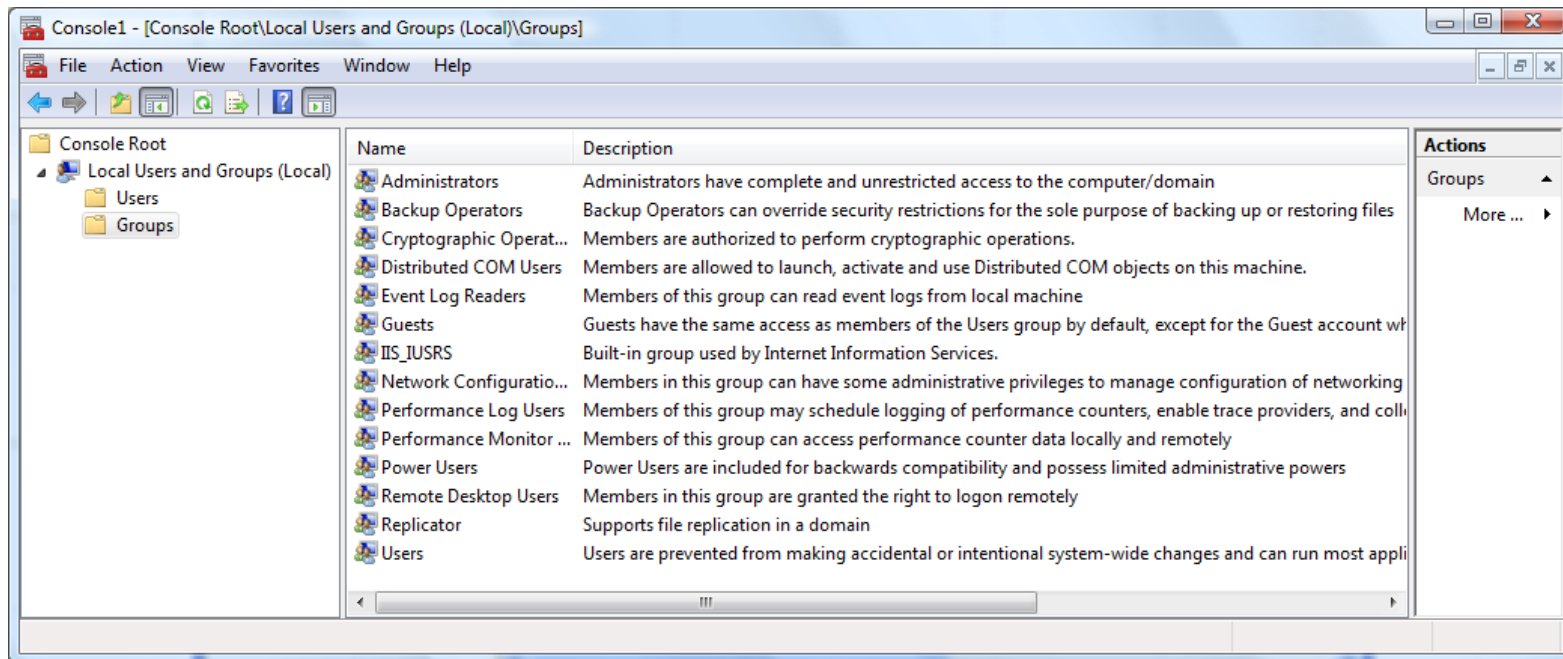 Console1 - [Console Root\Local Users and Groups (Local)\Groups]
File Action View Favorites Window Help
Console Root
Local Users and Groups (Local)
Users
Groups
Name Description
Administrators Administrators have complete and unrestricted access to the computer/domain
Backup Operators Backup Operators can override security restrictions for the sole purpose of backing up or restoring files
Cryptographic Operat... Members are authorized to perform cryptographic operations.
Distributed COM Users Members are allowed to launch, activate and use Distributed COM objects on this machine.
Event Log Readers Members of this group can read event logs from local machine
Guests Guests have the same access as members of the Users group by default, except for the Guest account wh
IIS_IUSRS Built-in group used by Internet Information Services.
Network Configuratio... Members in this group can have some administrative privileges to manage configuration of networking
Performance Log Users Members of this group may schedule logging of performance counters, enable trace providers, and coll
Performance Monitor ... Members of this group can access performance counter data locally and remotely
Power Users Power Users are included for backwards compatibility and possess limited administrative powers
Remote Desktop Users Members in this group are granted the right to logon remotely
Replicator Supports file replication in a domain
Users Users are prevented from making accidental or intentional system-wide changes and can run most appli
Actions
Groups
More ...